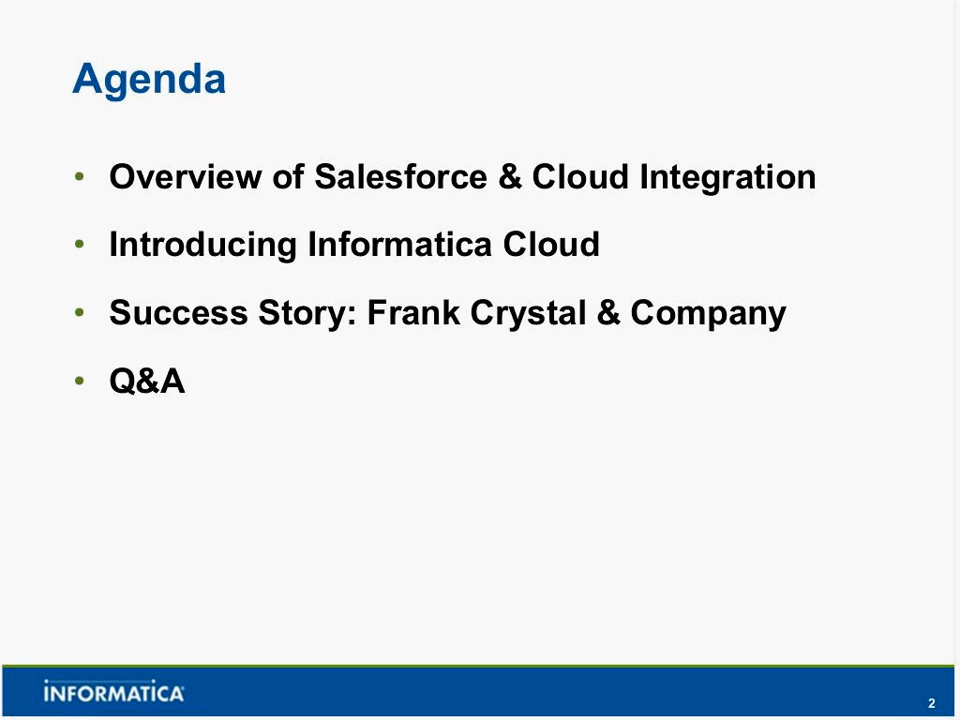 Agenda
• Overview of Salesforce & Cloud Integration
• Introducing Informatica Cloud
• Success Story: Frank Crystal & Company
• Q&A
INFORMATICA®
2